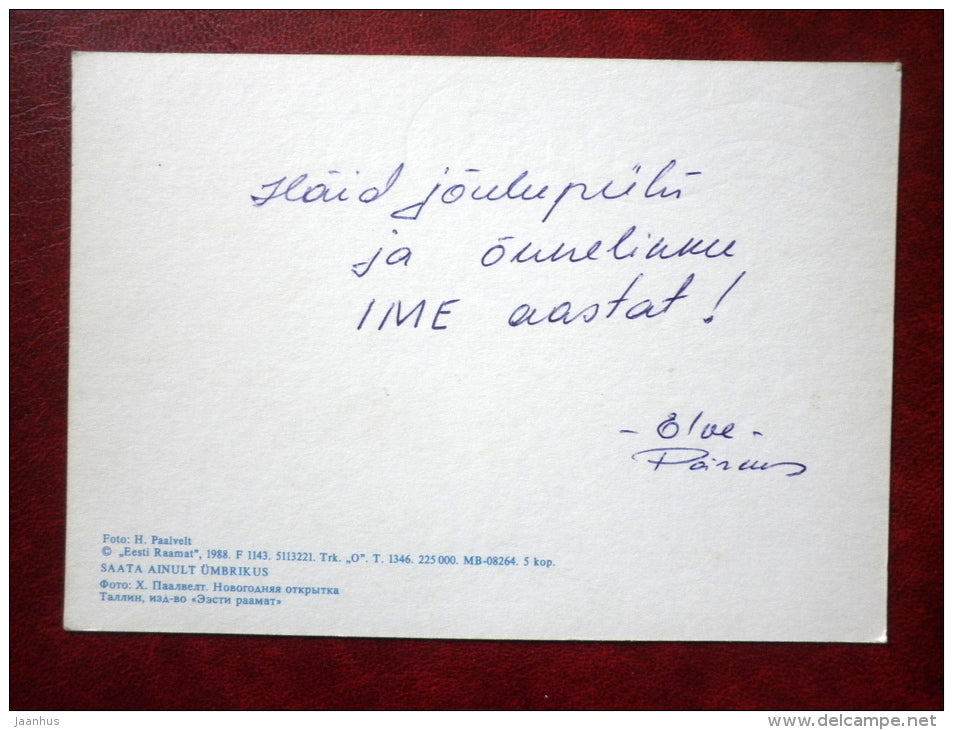 Häid jõulupühi
ja õnnelikku
IME aastat!
- Elve -
Pärnus
Foto: H. Paalvelt
© „Eesti Raamat", 1988. F 1143. 5113221. Trk. „O". T. 1346. 225 000. MB-08264. 5 kop.
SAATA AINULT ÜMBRIKUS
Фото: Х. Паалвелт. Новогодняя открытка
Таллин, изд-во «Ээсти раамат»
jaanhus
www.delcampe.net